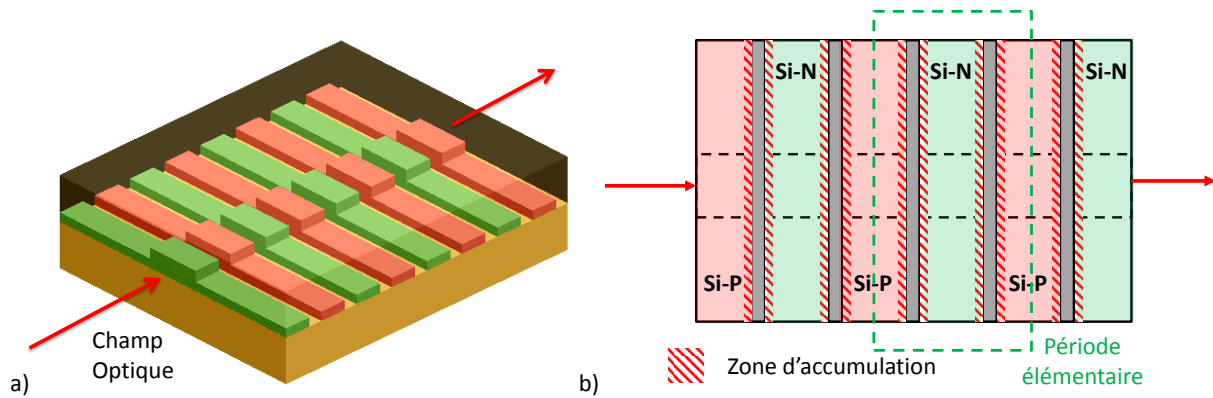 Champ
Optique
a)
Si-N
Si-N
Si-N
Si-P
Si-P
Si-P
Zone d’accumulation
Période
élémentaire
b)